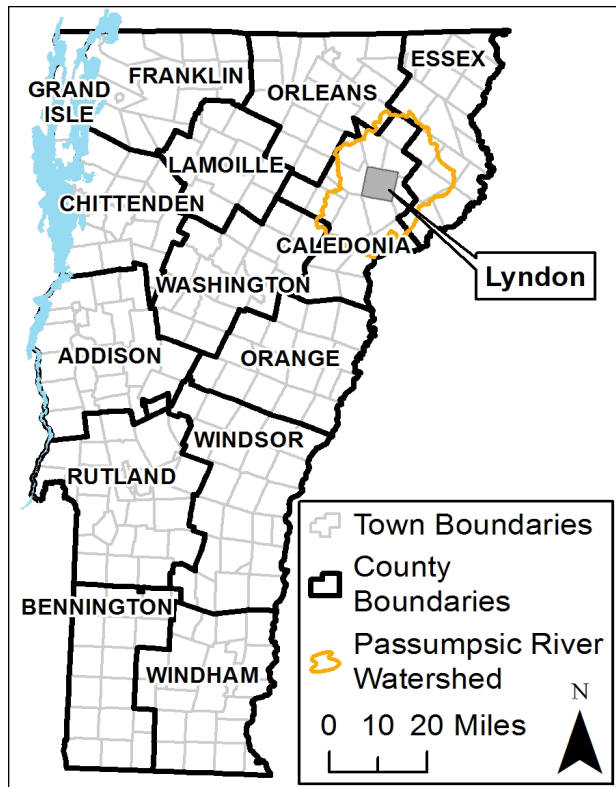 ESSEX
FRANKLIN
ORLEANS
GRAND
ISLE
LAMOILLE
CHITTENDEN
CALEDONIA
WASHINGTON
Lyndon
ADDISON
ORANGE
WINDSOR
RUTLAND
BENNINGTON
WINDHAM
Town Boundaries
County
Boundaries
Passumpsic River
Watershed
0 10 20 Miles
N